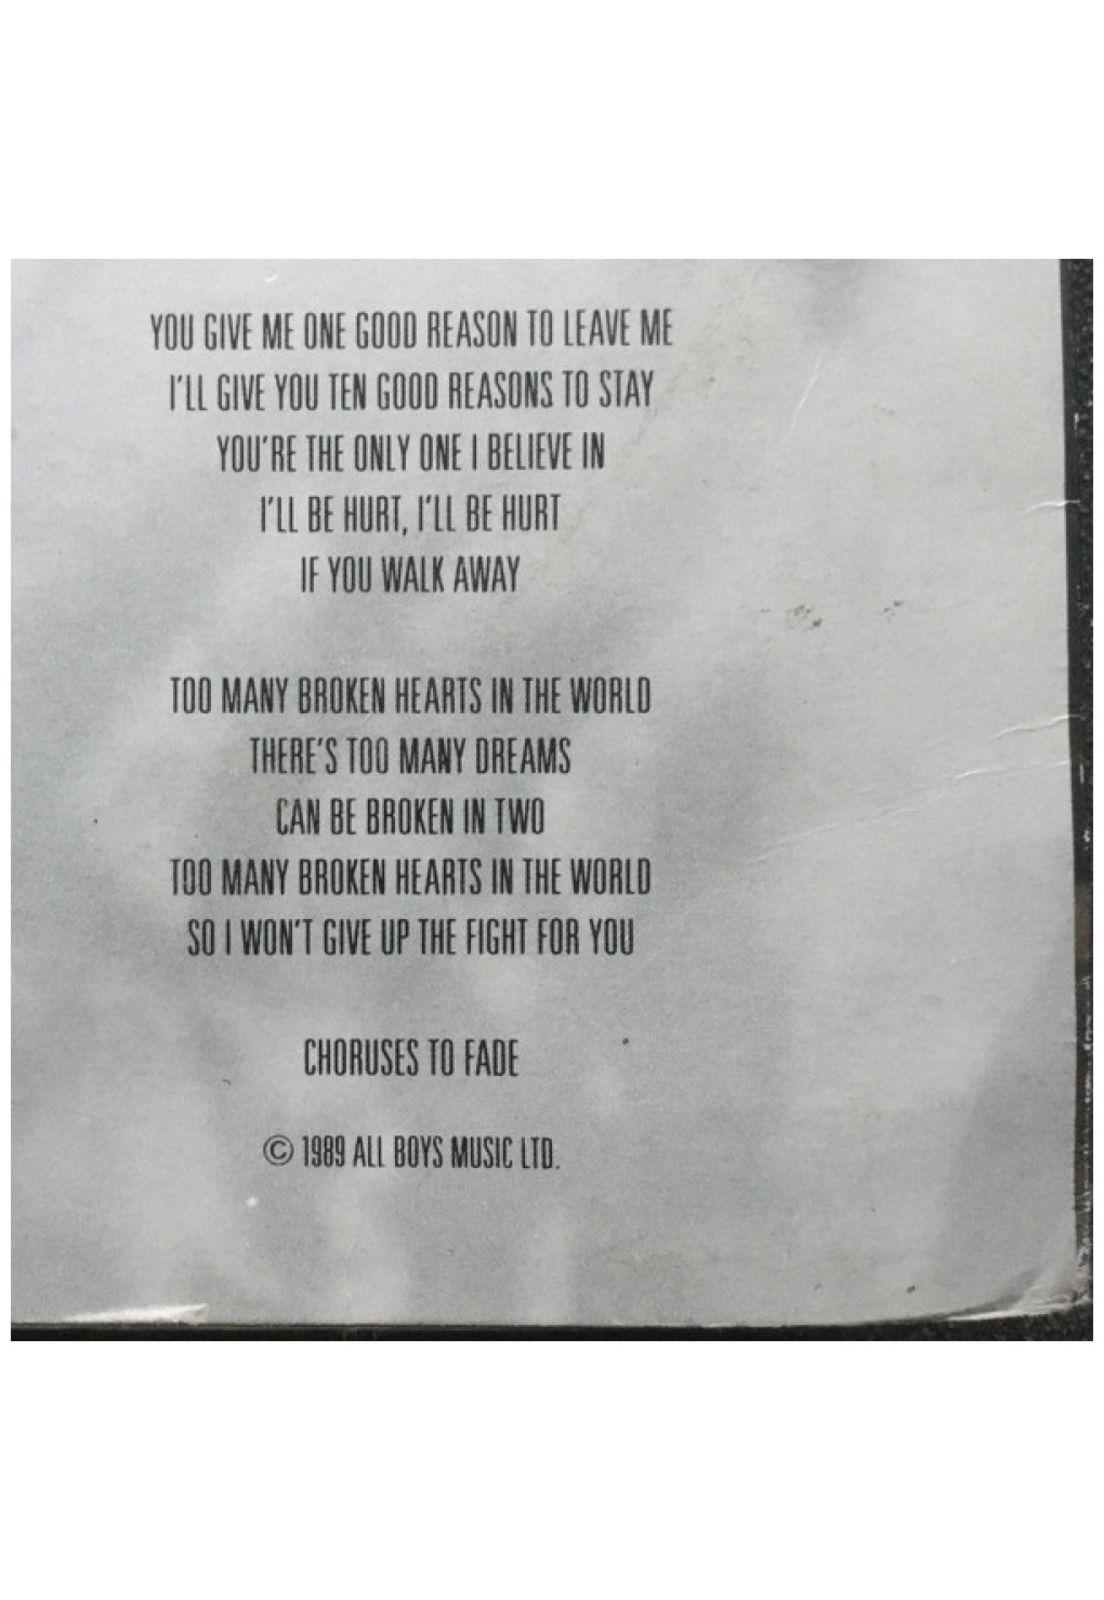 YOU GIVE ME ONE GOOD REASON TO LEAVE ME
I'LL GIVE YOU TEN GOOD REASONS TO STAY
YOU'RE THE ONLY ONE I BELIEVE IN
I'LL BE HURT, I'LL BE HURT
IF YOU WALK AWAY
TOO MANY BROKEN HEARTS IN THE WORLD
THERE'S TOO MANY DREAMS
CAN BE BROKEN IN TWO
TOO MANY BROKEN HEARTS IN THE WORLD
SO I WON'T GIVE UP THE FIGHT FOR YOU
CHORUSES TO FADE
© 1989 ALL BOYS MUSIC LTD.